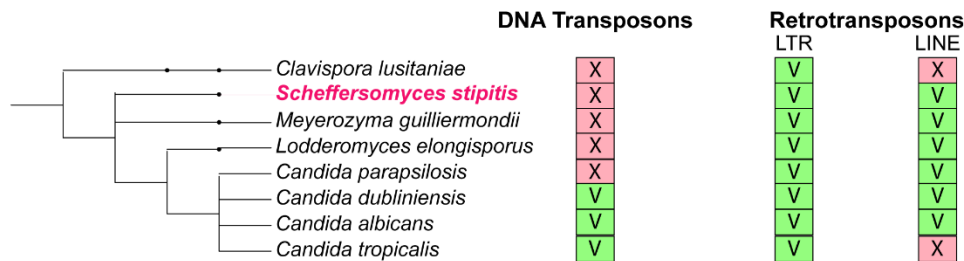 DNA Transposons Retrotransposons
LTR LINE
Clavispora lusitaniae X V X
Scheffersomyces stipitis X V V
Meyerozyma guilliermondii X V V
Lodderomyces elongisporus X V V
Candida parapsilosis X V V
Candida dubliniensis V V V
Candida albicans V V V
Candida tropicalis V V X